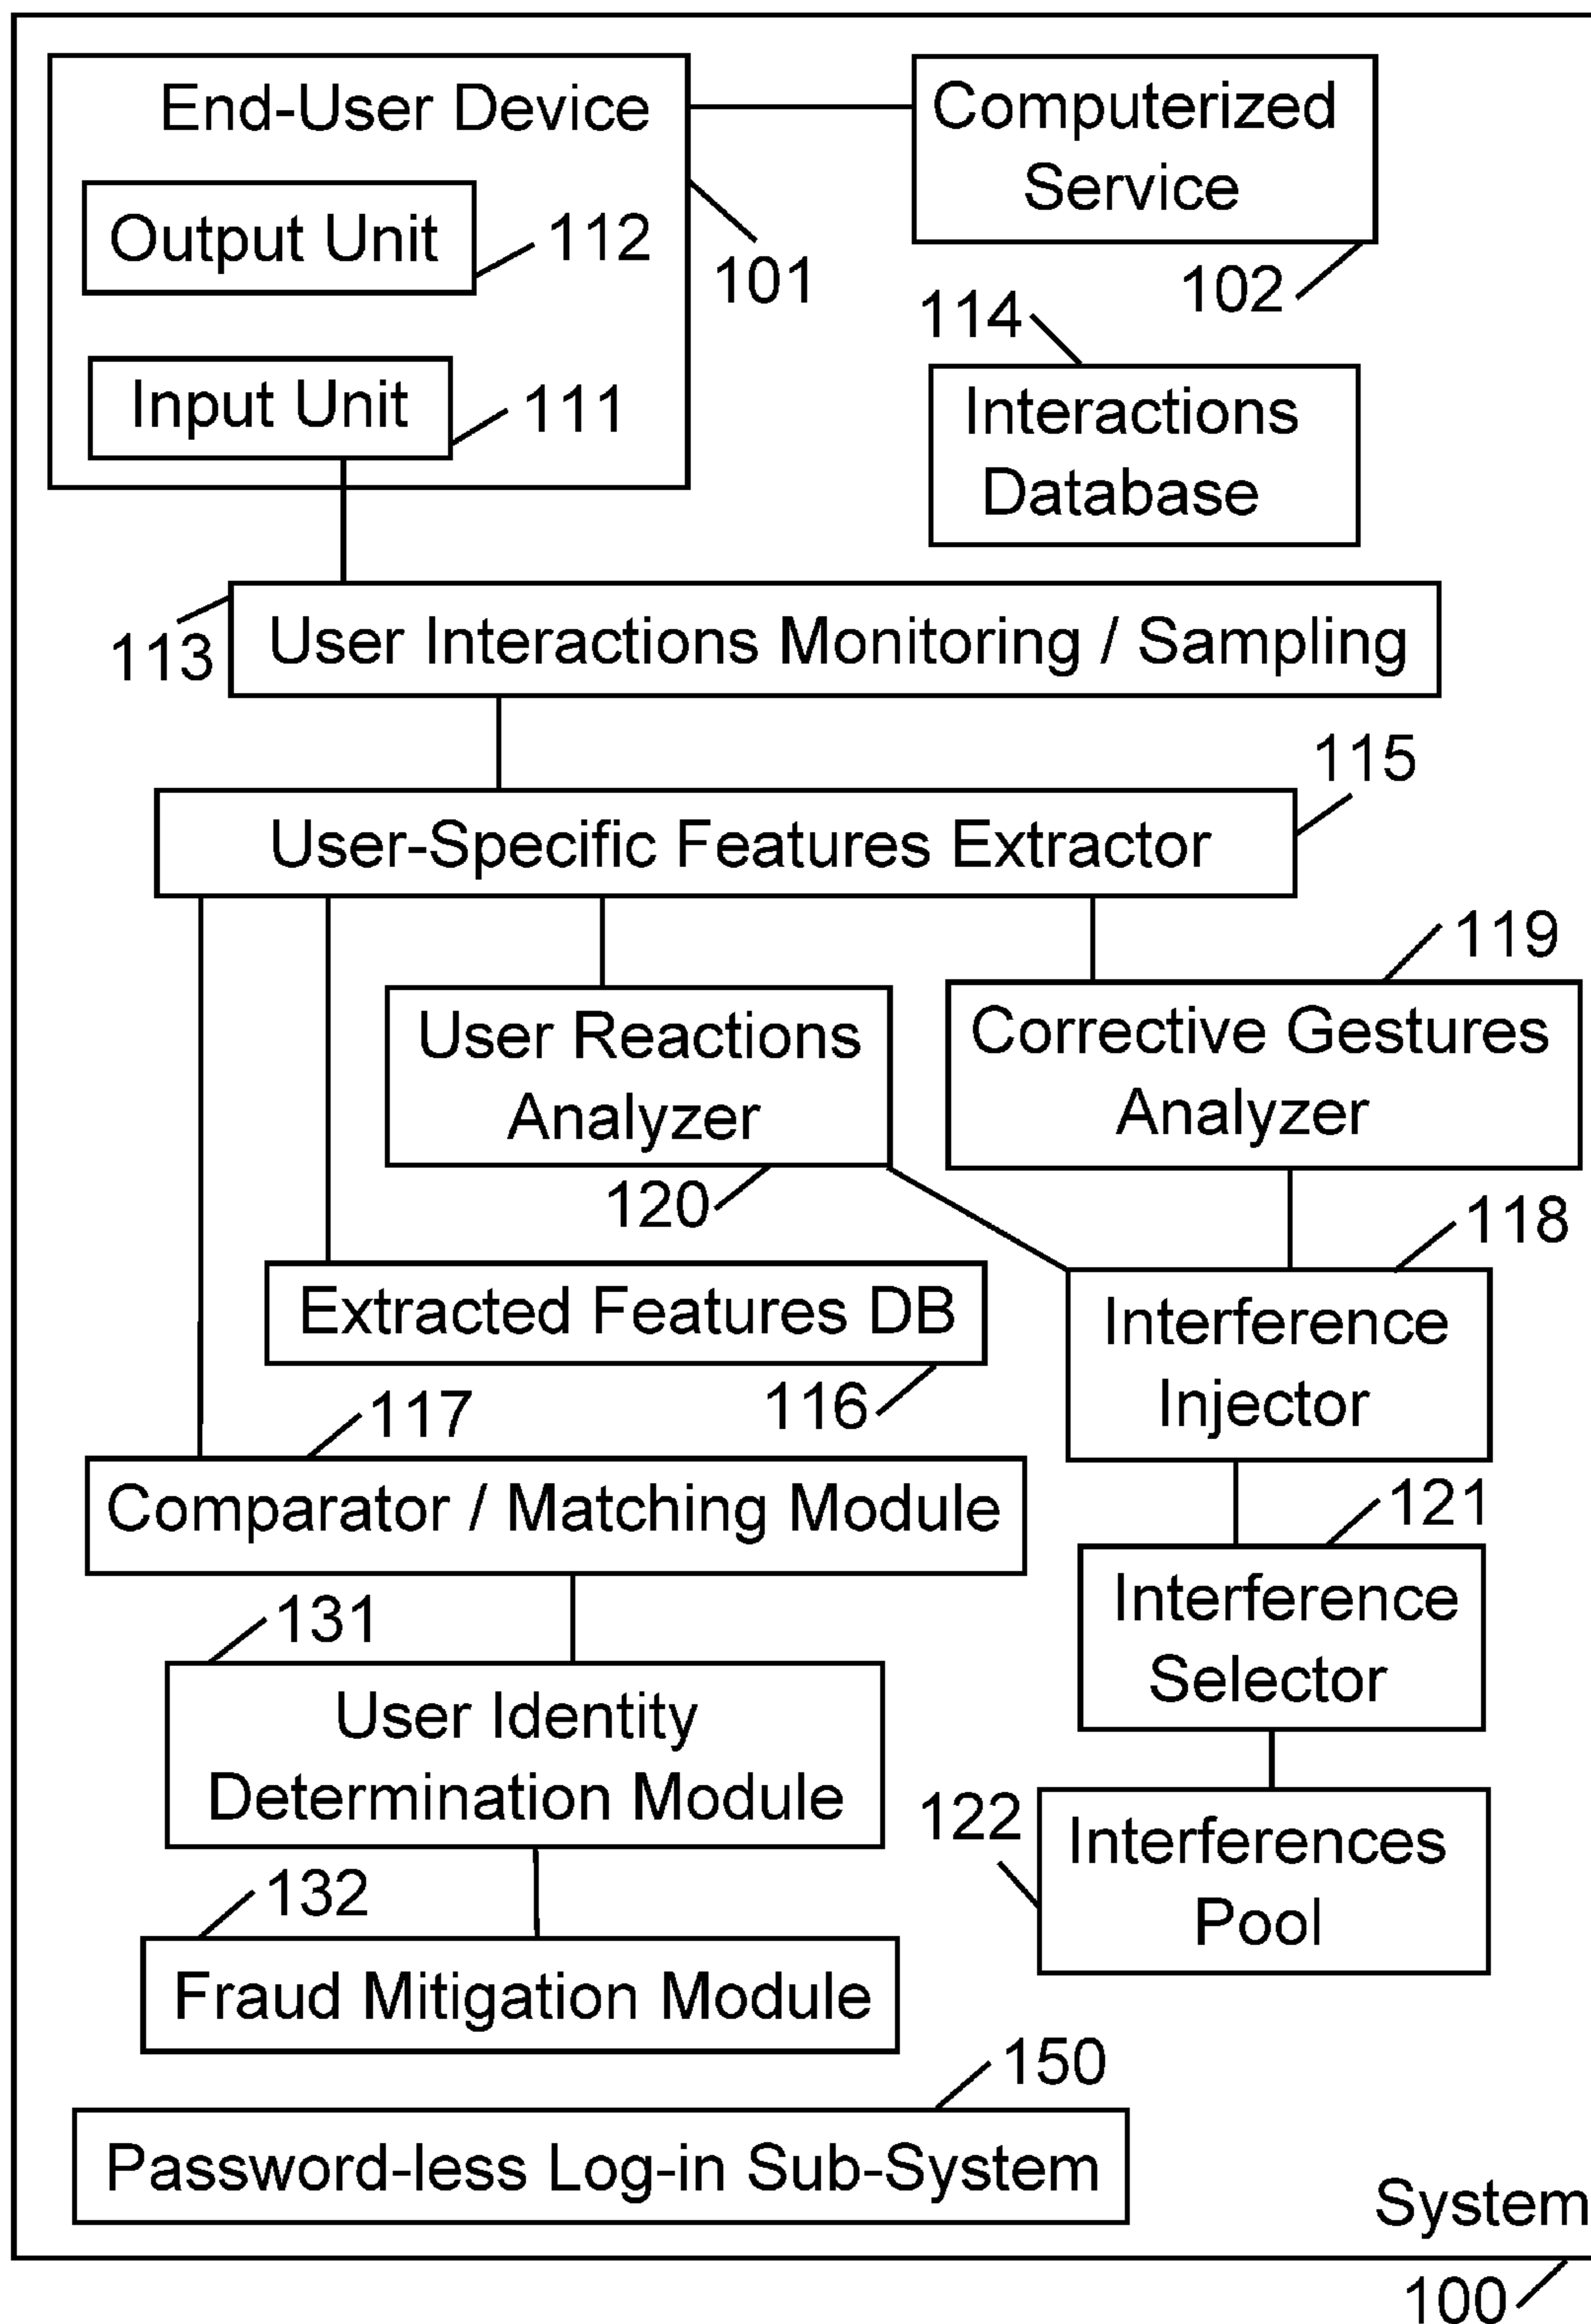 End-User Device
Output Unit
112
Input Unit
111
101
Computerized
Service
102
114
Interactions
Database
113
User Interactions Monitoring / Sampling
115
User-Specific Features Extractor
119
User Reactions
Analyzer
120
Corrective Gestures
Analyzer
118
Extracted Features DB
116
Interference
Injector
117
Comparator / Matching Module
121
Interference
Selector
131
User Identity
Determination Module
122
Interferences
Pool
132
Fraud Mitigation Module
150
Password-less Log-in Sub-System
System
100